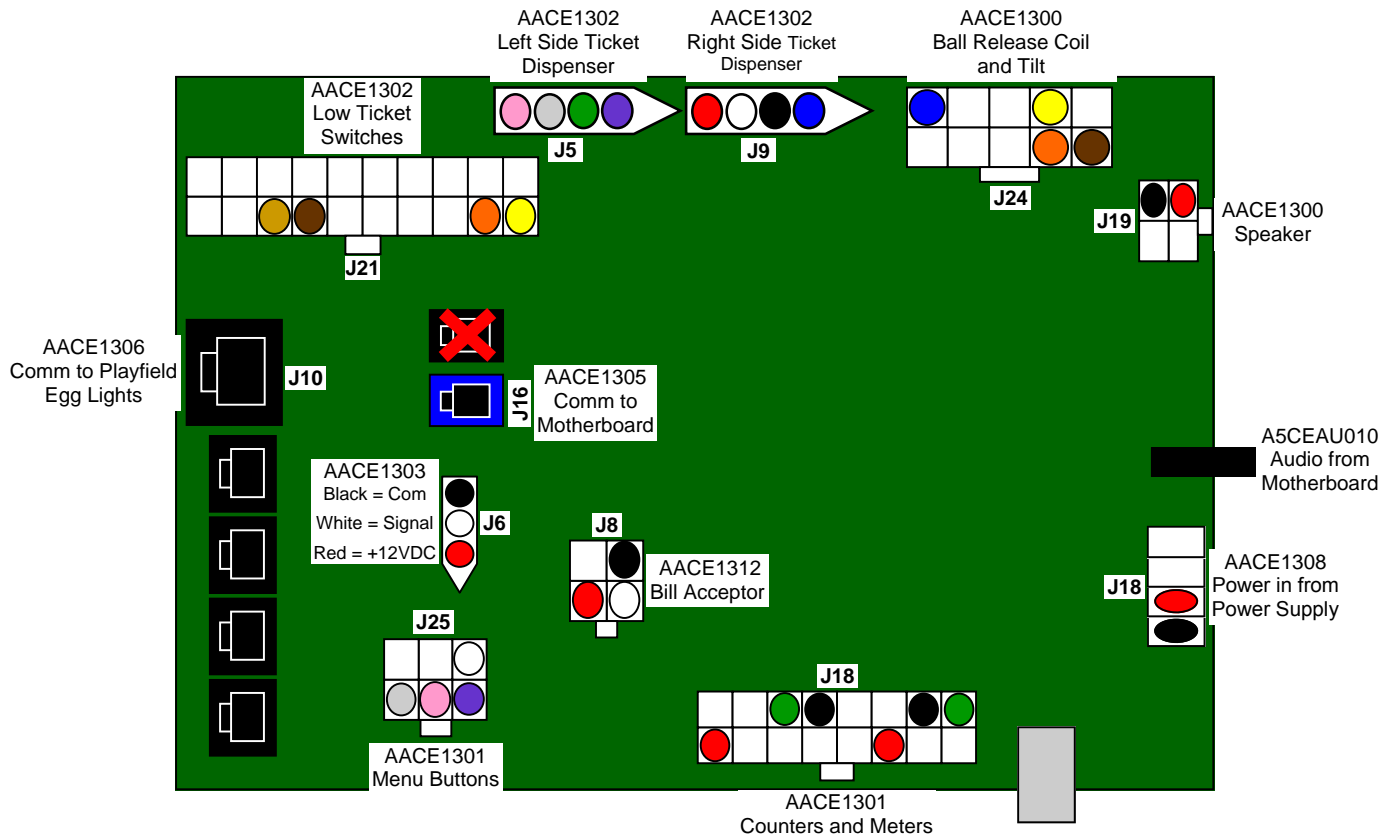 AACE1302
Left Side Ticket
Dispenser
J5
AACE1302
Right Side Ticket
Dispenser
J9
AACE1300
Ball Release Coil
and Tilt
J24
AACE1302
Low Ticket
Switches
J21
J19
AACE1300
Speaker
AACE1306
Comm to Playfield
Egg Lights
J10
J16
AACE1305
Comm to
Motherboard
A5CEAU010
Audio from
Motherboard
AACE1303
Black = Com
White = Signal
Red = +12VDC
J6
J8
AACE1312
Bill Acceptor
J18
AACE1308
Power in from
Power Supply
J25
AACE1301
Menu Buttons
J18
AACE1301
Counters and Meters